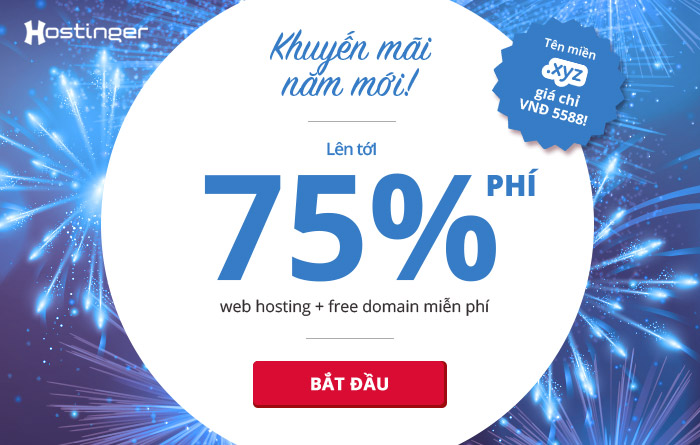 Hostinger
Khuyến mãi
năm mới!
Tên miền
.xyz
giá chỉ
VNĐ 5588!
Lên tới
75% PHÍ
web hosting + free domain miễn phí
BẮT ĐẦU